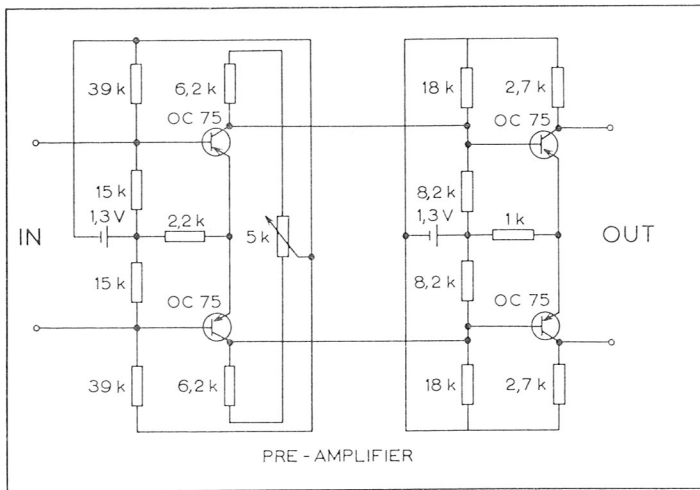 39 k
6,2 k
OC 75
15 k
1,3 V
2,2 k
IN
5 k
15 k
OC 75
39 k
6,2 k
18 k
2,7 k
OC 75
8,2 k
1,3 V
1 k
OUT
8,2 k
OC 75
18 k
2,7 k
PRE-AMPLIFIER